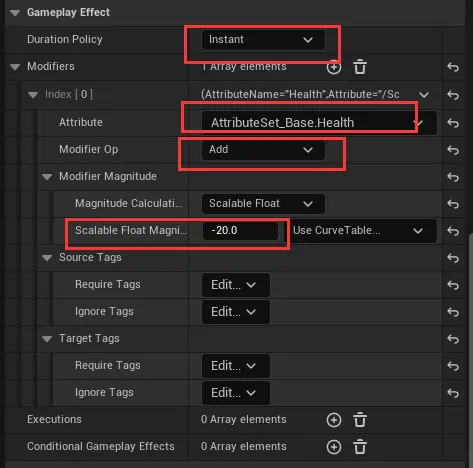 Gameplay Effect
Duration Policy Instant
Modifiers 1 Array elements
Index [ 0 ] (AttributeName="Health",Attribute="/Sc
Attribute AttributeSet_Base.Health
Modifier Op Add
Modifier Magnitude
Magnitude Calculati... Scalable Float
Scalable Float Magni... -20.0 Use CurveTable...
Source Tags
Require Tags Edit...
Ignore Tags Edit...
Target Tags
Require Tags Edit...
Ignore Tags Edit...
Executions 0 Array elements
Conditional Gameplay Effects 0 Array elements